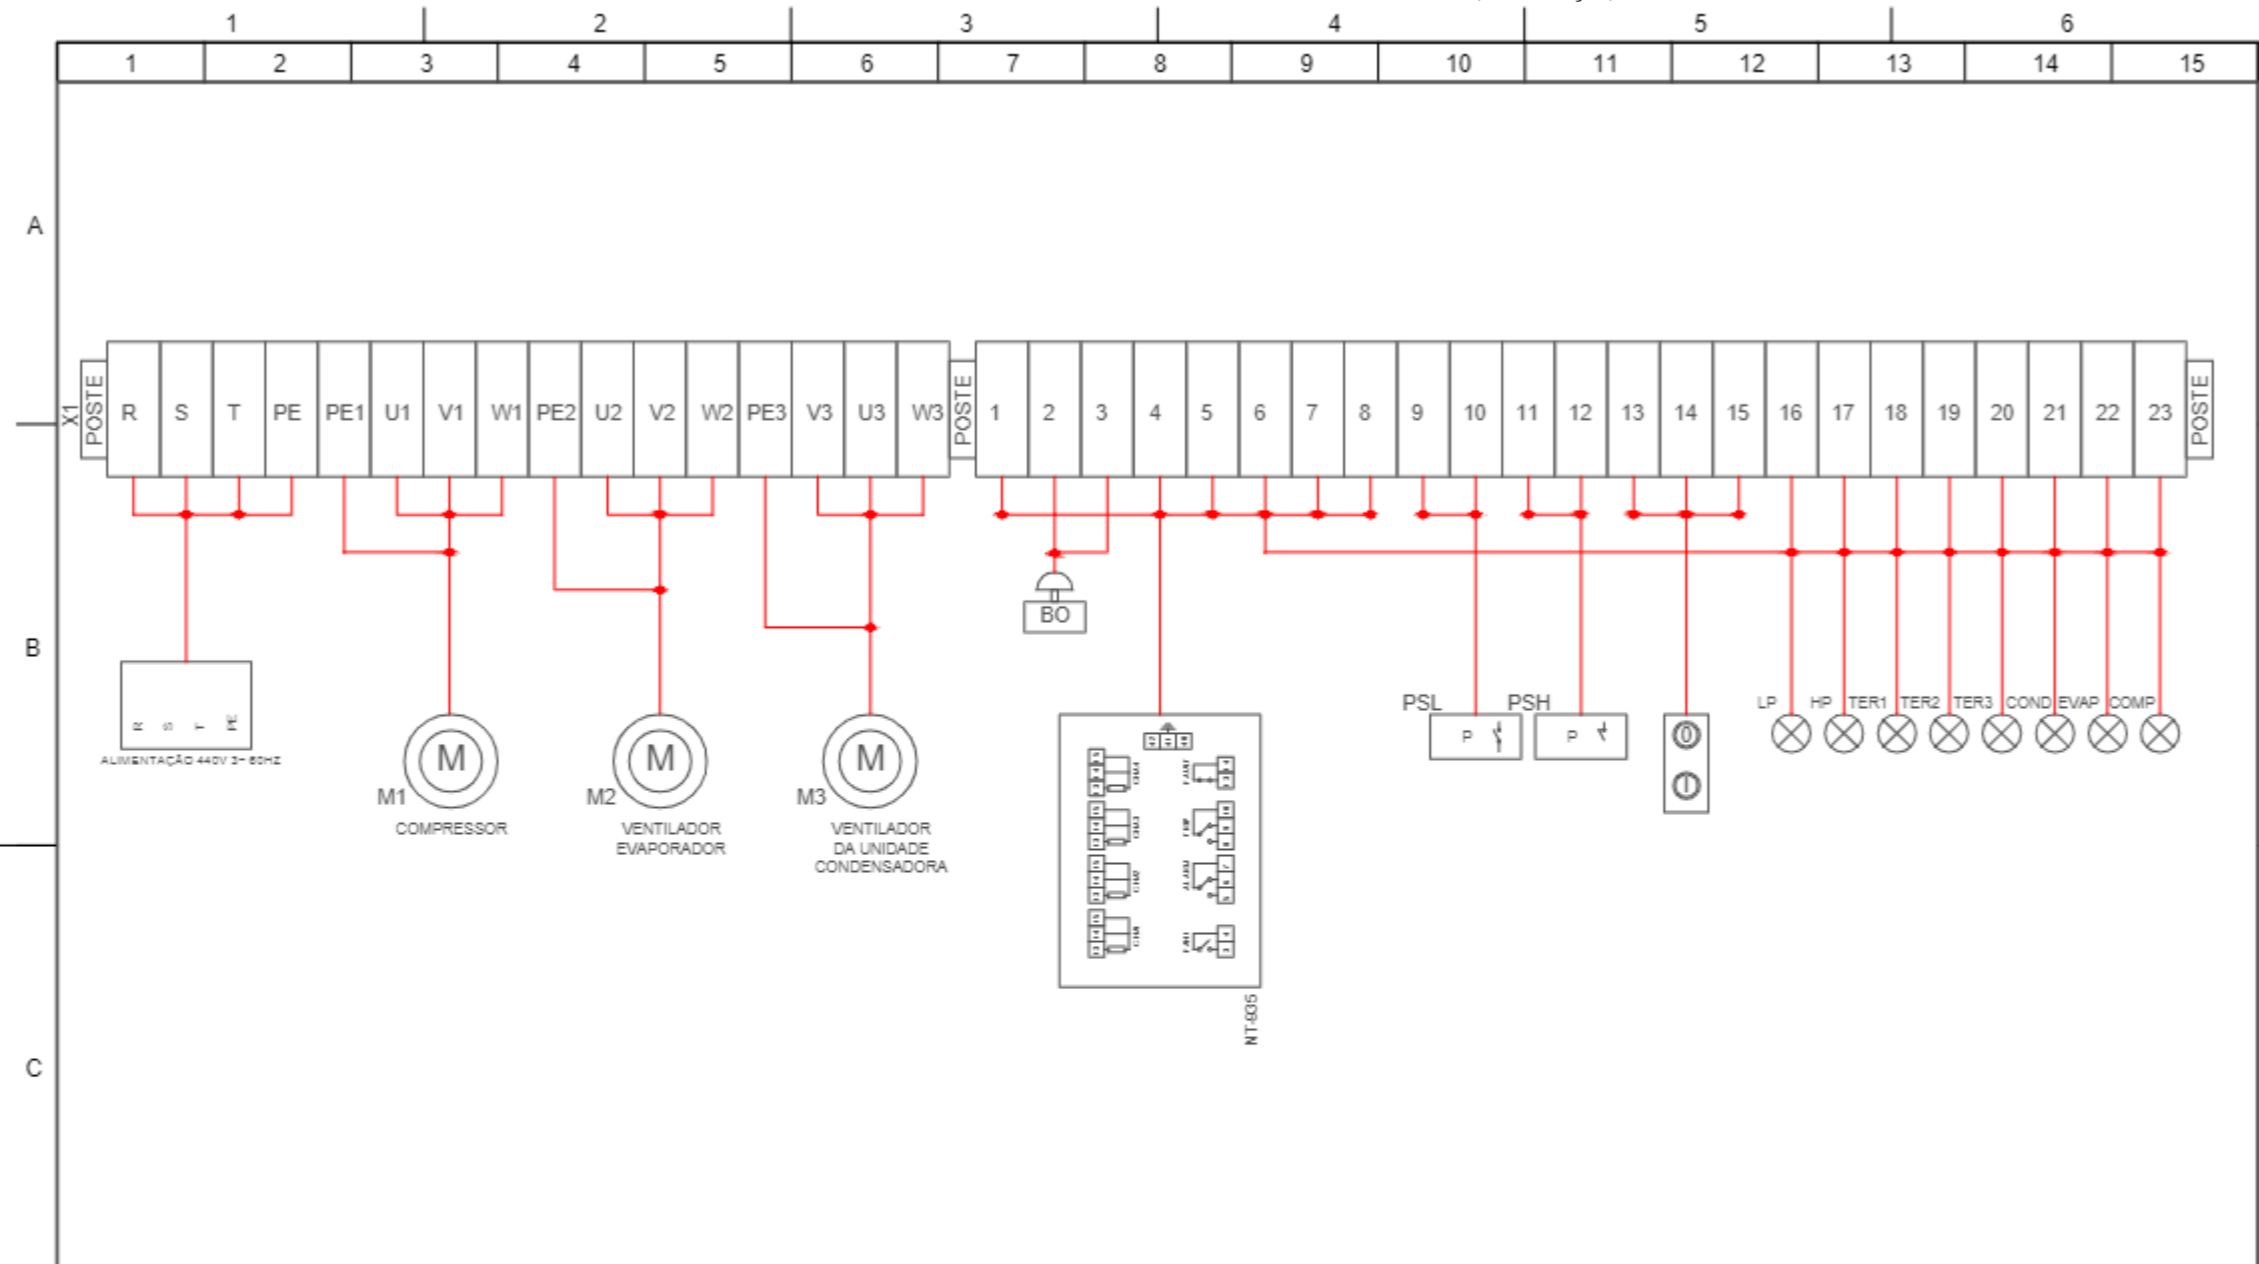 1 2 3 4 5 6
1 2 3 4 5 6 7 8 9 10 11 12 13 14 15
A
X1 POSTE R S T PE PE1 U1 V1 W1 PE2 U2 V2 W2 PE3 V3 U3 W3 POSTE 1 2 3 4 5 6 7 8 9 10 11 12 13 14 15 16 17 18 19 20 21 22 23 POSTE
BO
B
PSL PSH LP HP TER1 TER2 TER3 COND EVAP COMP
R S T PE
P P 0
ALIMENTAÇÃO 440V 3~ 60HZ
M M M
I
M1 M2 M3
COMPRESSOR
VENTILADOR
EVAPORADOR
VENTILADOR
DA UNIDADE
CONDENSADORA
NT-935
C